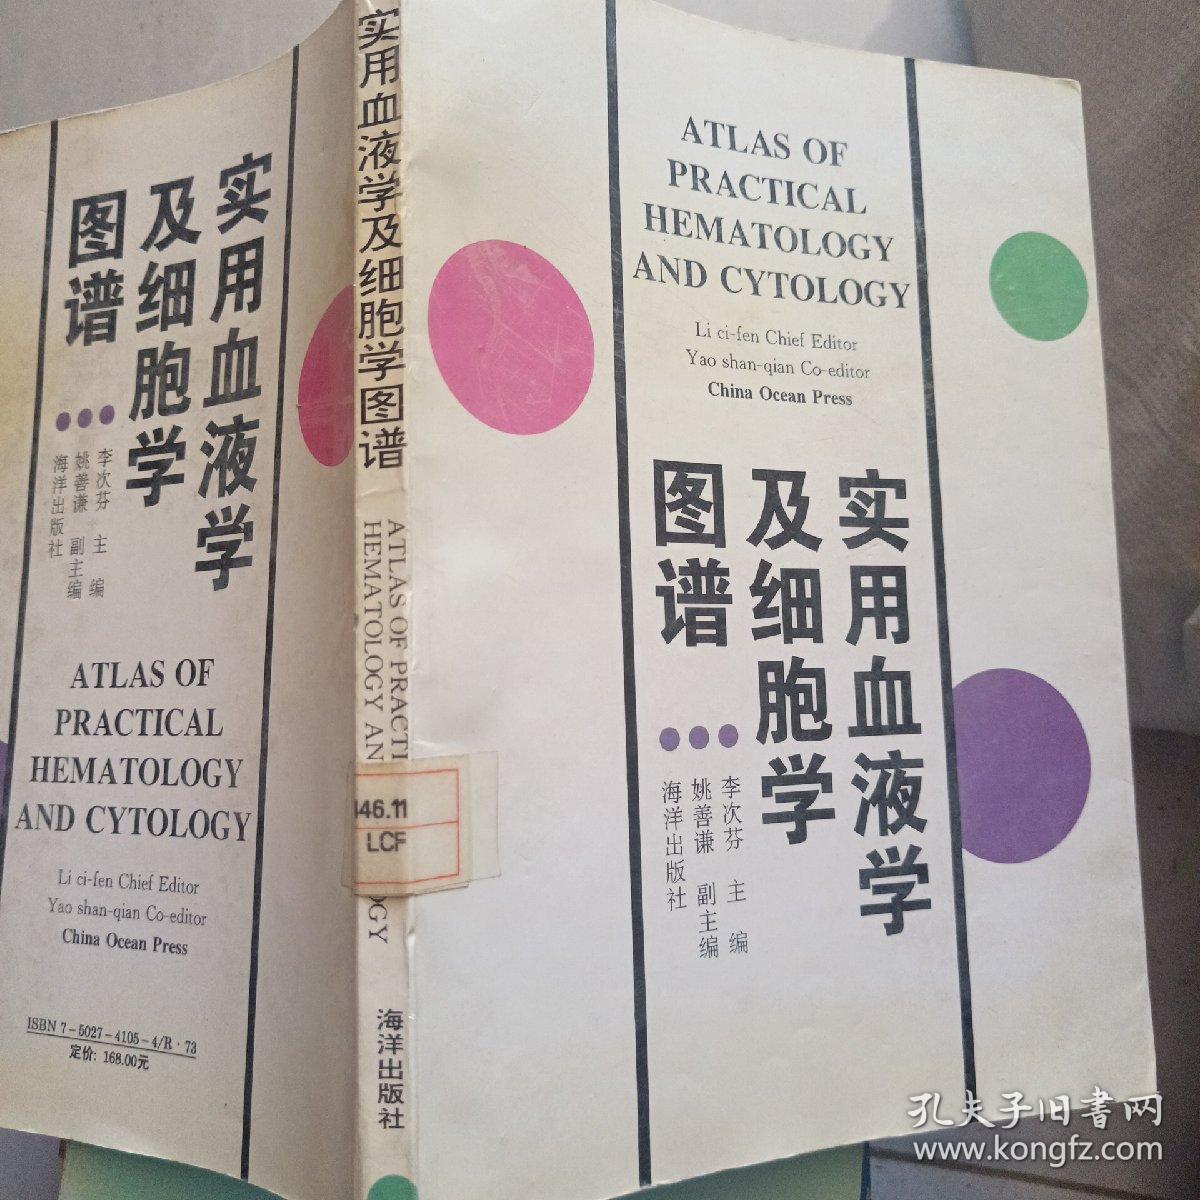 实用血液学
及细胞学
图谱
李次芬 主 编
姚善谦 副主编
海洋出版社
ATLAS OF
PRACTICAL
HEMATOLOGY
AND CYTOLOGY
Li ci-fen Chief Editor
Yao shan-qian Co-editor
China Ocean Press
ISBN 7-5027-4105-4/R·73
定价: 168.00元
实用血液学及细胞学图谱
ATLAS OF PRACTI
HEMATOLOGY AN
OGY
446.11
LCF
海洋出版社
ATLAS OF
PRACTICAL
HEMATOLOGY
AND CYTOLOGY
Li ci-fen Chief Editor
Yao shan-qian Co-editor
China Ocean Press
实用血液学
及细胞学
图谱
李次芬 主 编
姚善谦 副主编
海洋出版社
孔夫子旧书网
www.kongfz.com